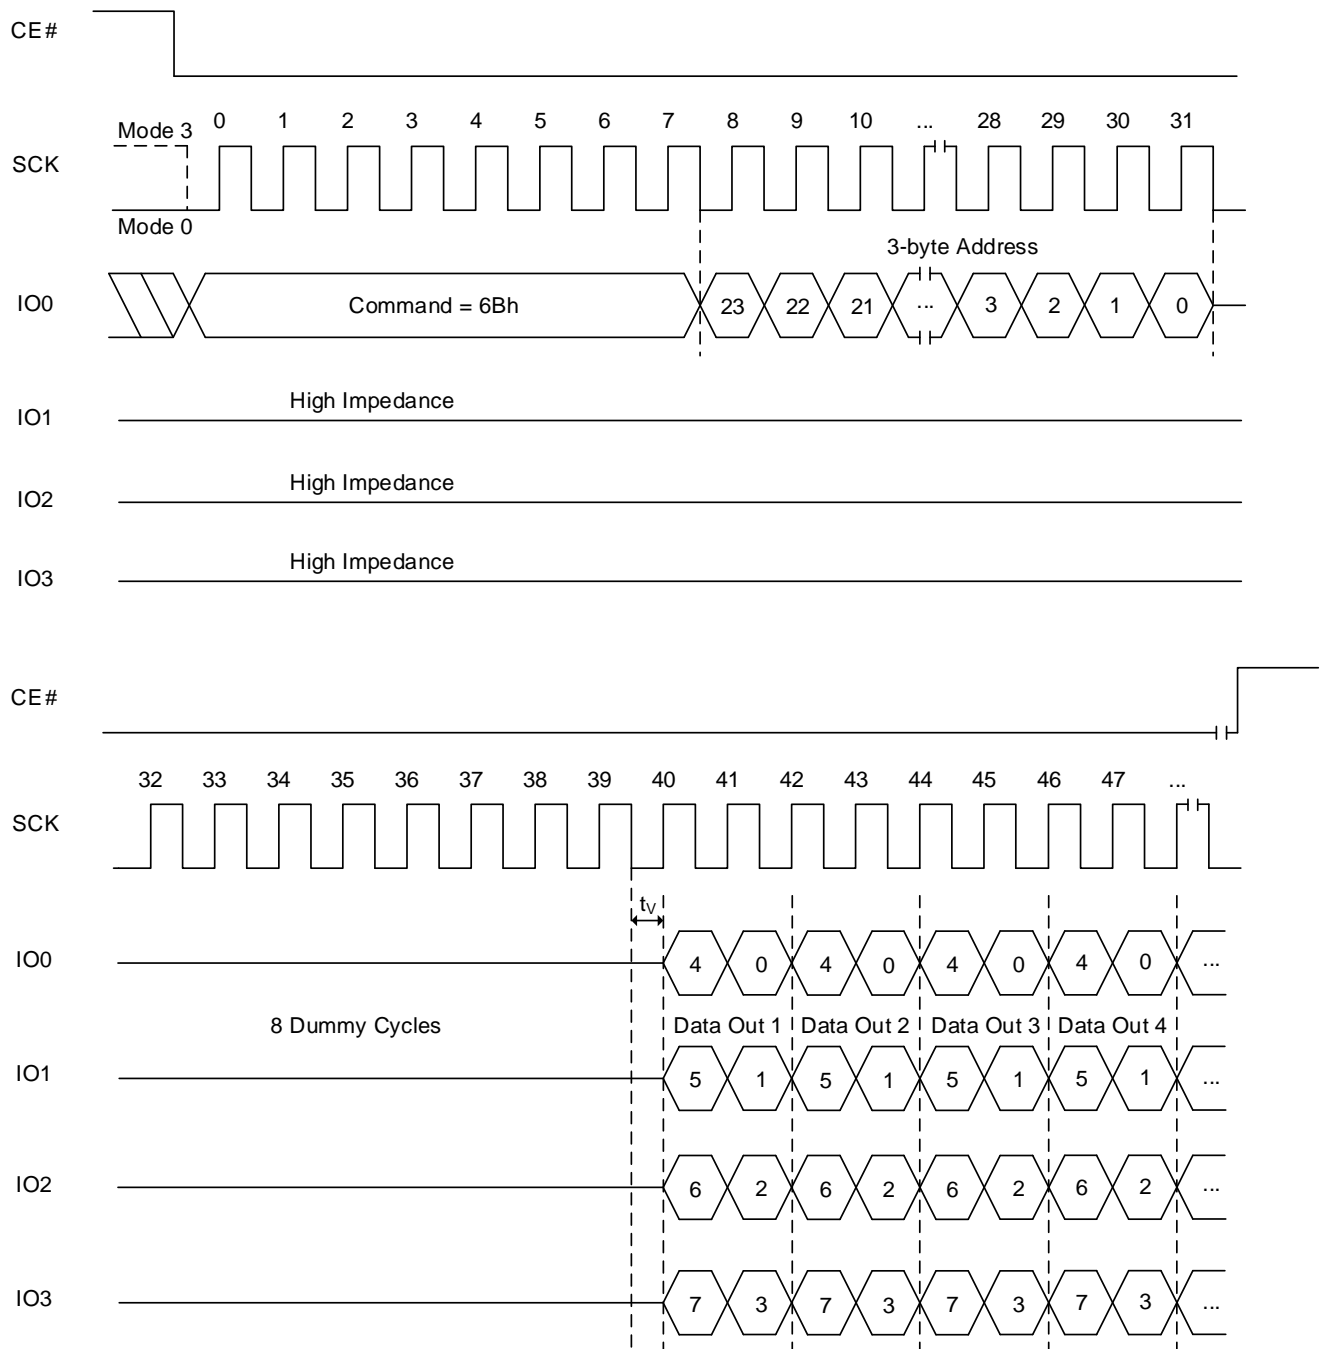 CE#
Mode 3
0 1 2 3 4 5 6 7 8 9 10 ... 28 29 30 31
SCK
Mode 0
3-byte Address
IO0
Command = 6Bh 23 22 21 ... 3 2 1 0
High Impedance
IO1
High Impedance
IO2
High Impedance
IO3
CE#
32 33 34 35 36 37 38 39 40 41 42 43 44 45 46 47 ...
SCK
tV
IO0 4 0 4 0 4 0 4 0 ...
8 Dummy Cycles Data Out 1 Data Out 2 Data Out 3 Data Out 4
IO1 5 1 5 1 5 1 5 1 ...
IO2 6 2 6 2 6 2 6 2 ...
IO3 7 3 7 3 7 3 7 3 ...